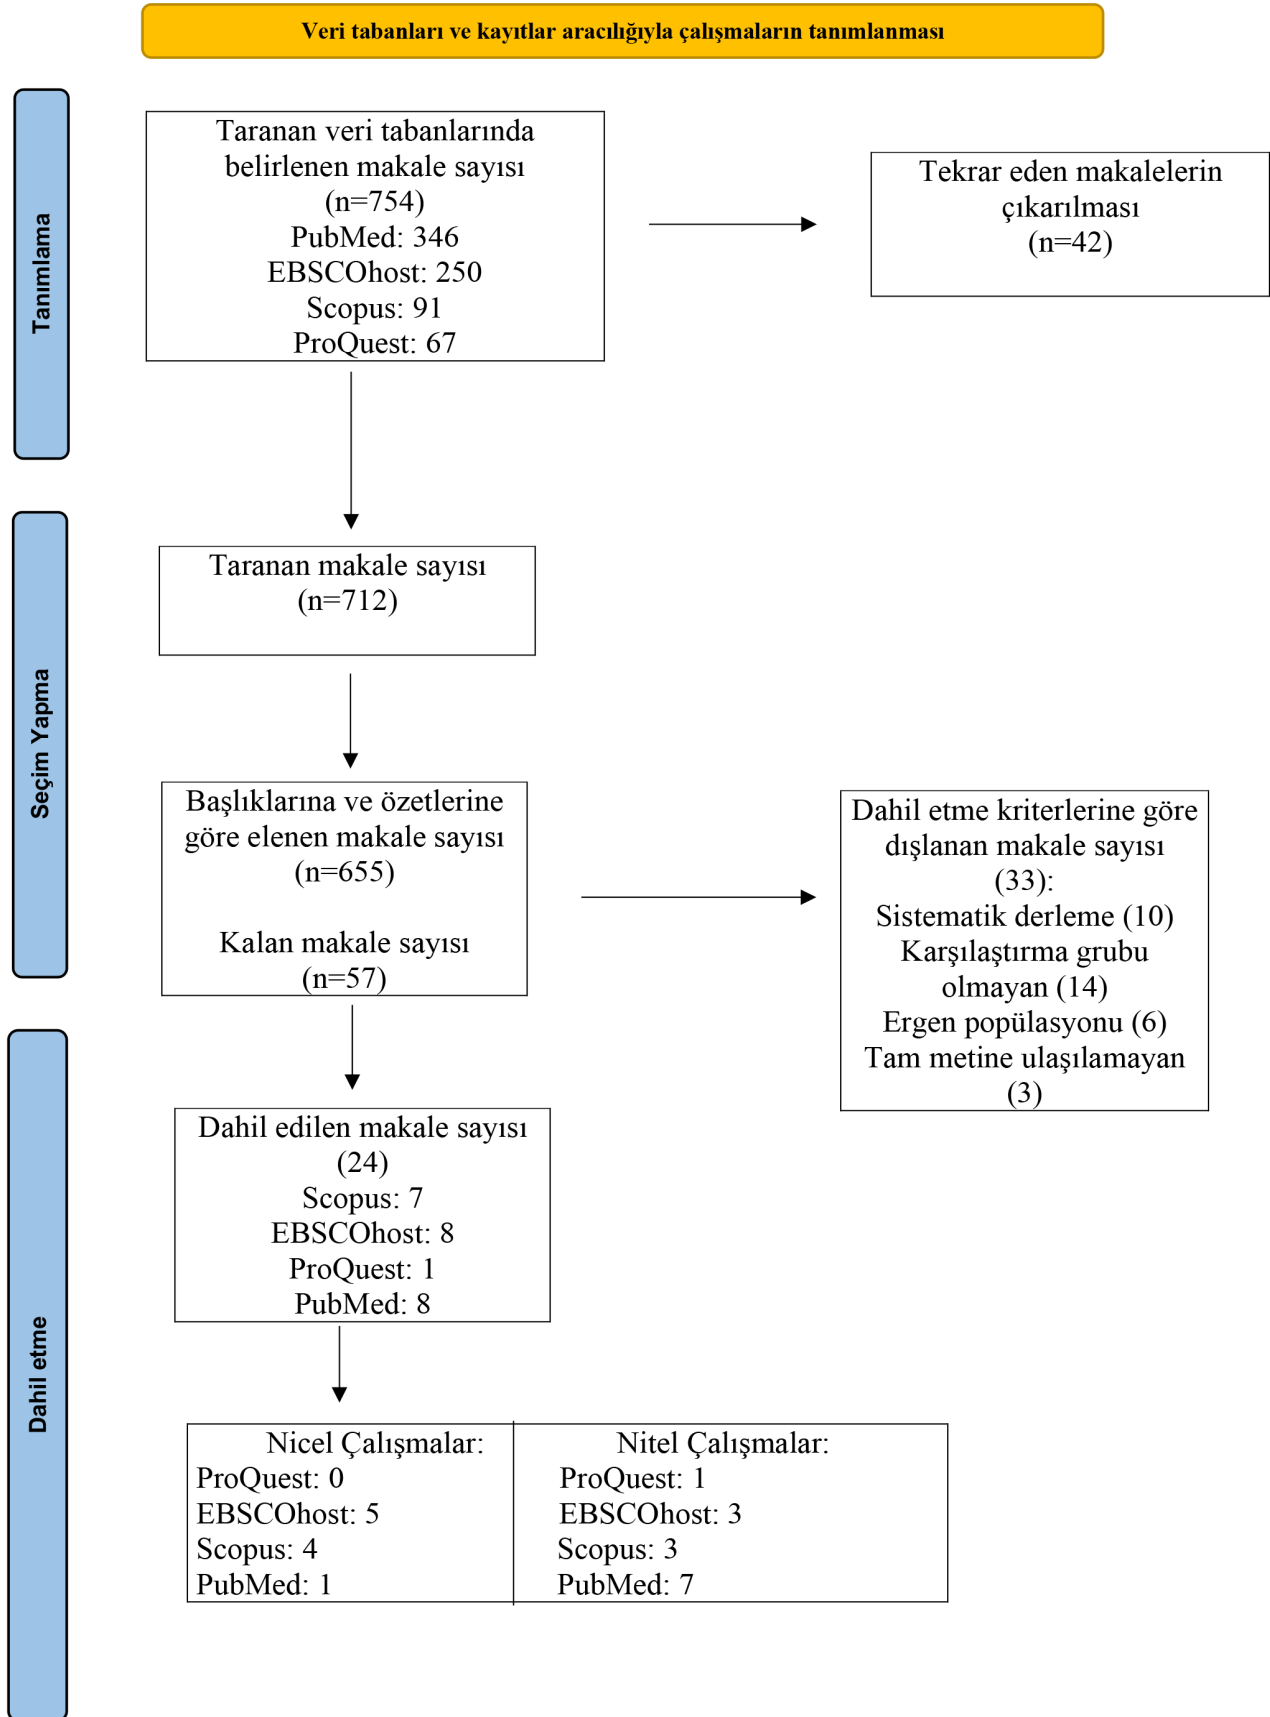 Veri tabanları ve kayıtlar aracılığıyla çalışmaların tanımlanması
Tanımlama
Taranan veri tabanlarında
belirlenen makale sayısı
(n=754)
PubMed: 346
EBSCOhost: 250
Scopus: 91
ProQuest: 67
Tekrar eden makalelerin
çıkarılması
(n=42)
Seçim Yapma
Taranan makale sayısı
(n=712)
Başlıklarına ve özetlerine
göre elenen makale sayısı
(n=655)
Kalan makale sayısı
(n=57)
Dahil etme kriterlerine göre
dışlanan makale sayısı
(33):
Sistematik derleme (10)
Karşılaştırma grubu
olmayan (14)
Ergen popülasyonu (6)
Tam metine ulaşılamayan
(3)
Dahil etme
Dahil edilen makale sayısı
(24)
Scopus: 7
EBSCOhost: 8
ProQuest: 1
PubMed: 8
Nicel Çalışmalar:
ProQuest: 0
EBSCOhost: 5
Scopus: 4
PubMed: 1
Nitel Çalışmalar:
ProQuest: 1
EBSCOhost: 3
Scopus: 3
PubMed: 7